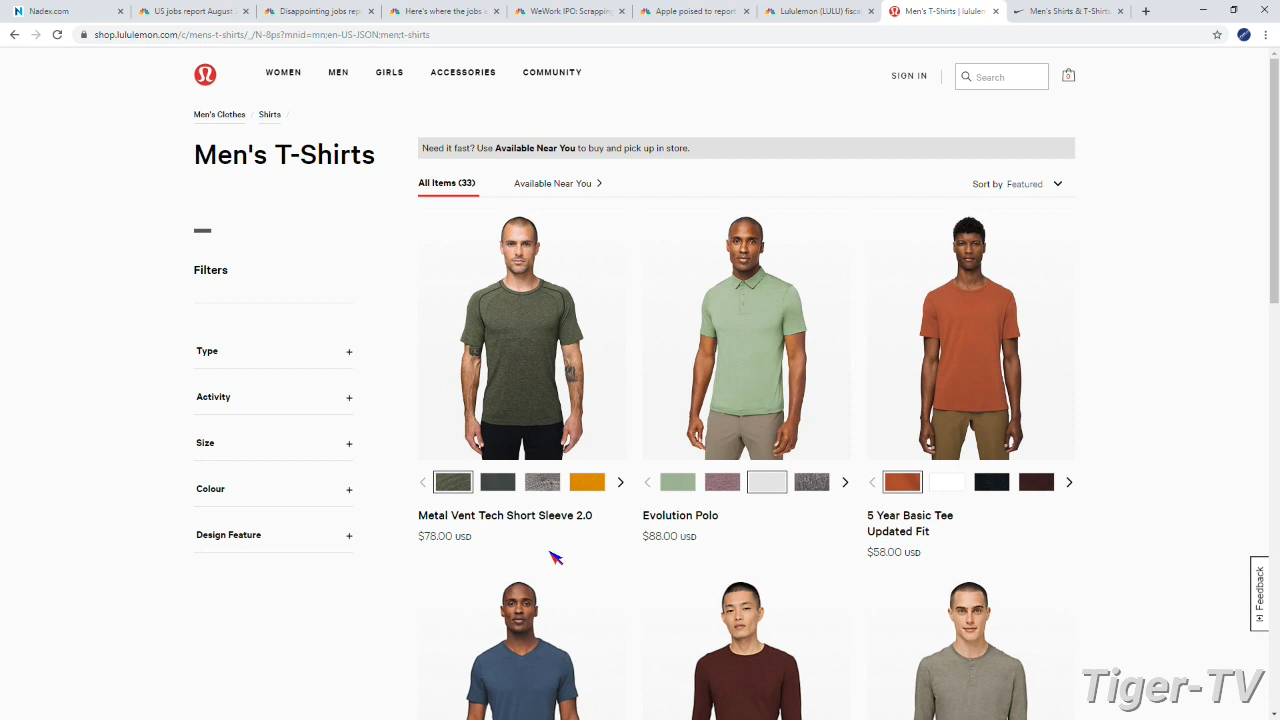 Nadex.com
US jobs report August 2
Disappointing jobs repo
Here's where the jobs a
WeWork IPO: Scrapping
Apple poised to report
Lululemon (LULU) fiscal
Men's T-Shirts | lululem
Men's Shirts & T-Shirts.
shop.lululemon.com/c/mens-t-shirts/_/N-8ps?mnid=mn;en-US-JSON;men;t-shirts
WOMEN MEN GIRLS ACCESSORIES COMMUNITY
SIGN IN
Search
0
Men's Clothes / Shirts /
Men's T-Shirts
Need it fast? Use Available Near You to buy and pick up in store.
All Items (33)
Available Near You
Sort by Featured
Filters
Type +
Activity +
Size +
Colour +
Design Feature +
Metal Vent Tech Short Sleeve 2.0
$78.00 USD
Evolution Polo
$88.00 USD
5 Year Basic Tee
Updated Fit
$58.00 USD
[+] Feedback
Tiger-TV